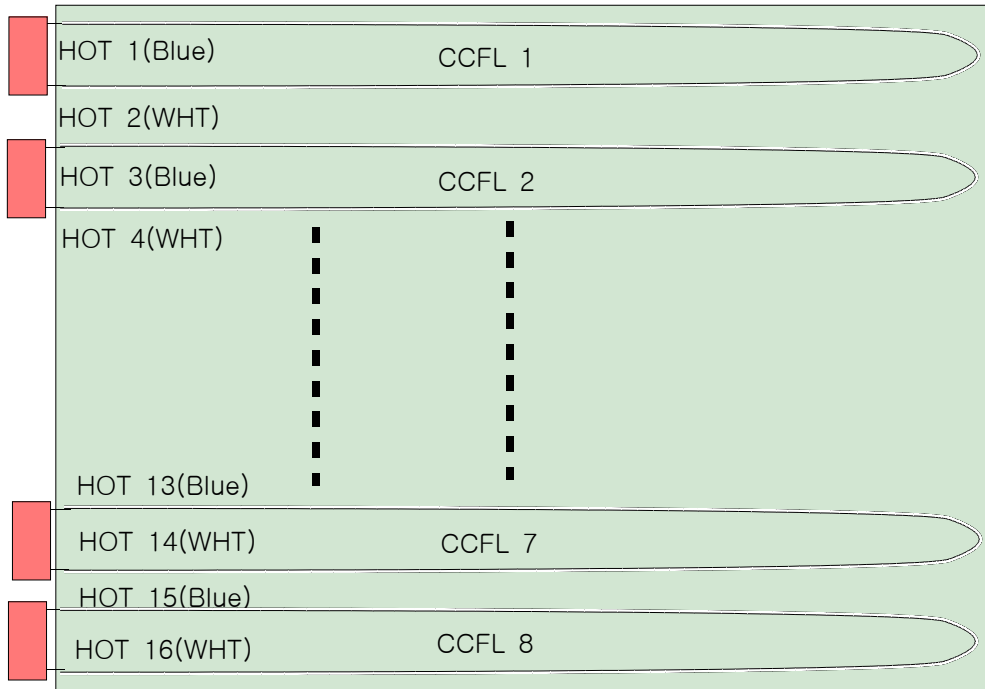 HOT 1(Blue)
CCFL 1
HOT 2(WHT)
HOT 3(Blue)
CCFL 2
HOT 4(WHT)
HOT 13(Blue)
HOT 14(WHT)
CCFL 7
HOT 15(Blue)
HOT 16(WHT)
CCFL 8